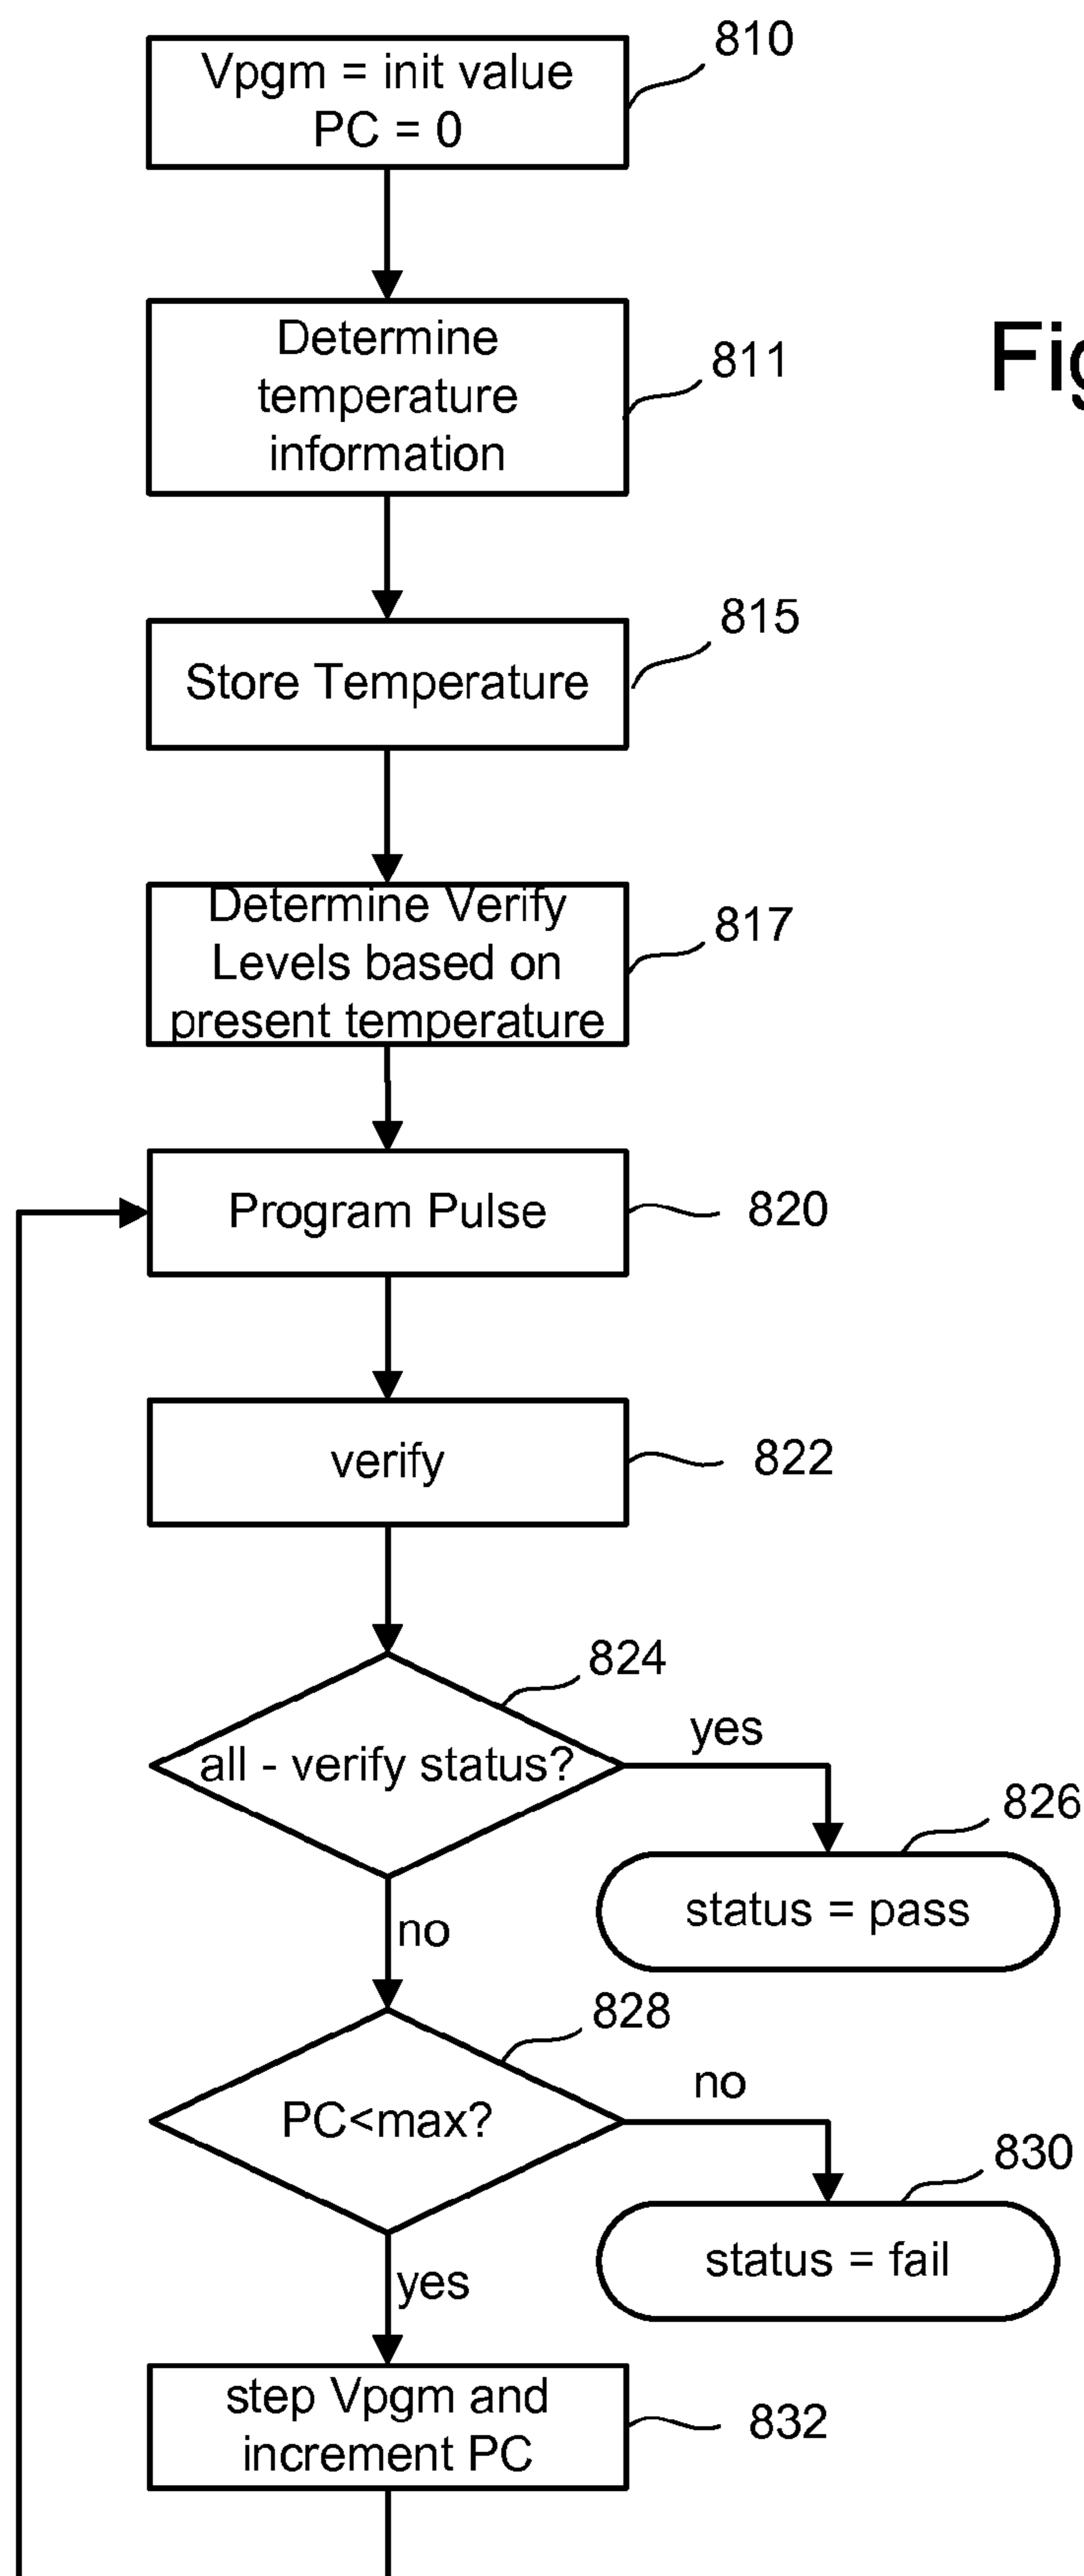 810
Vpgm = init value
PC = 0
Determine
temperature
information
811
815
Store Temperature
Determine Verify
Levels based on
present temperature
817
Program Pulse
820
verify
822
824
all - verify status?
yes
826
status = pass
no
828
PC<max?
no
830
status = fail
yes
step Vpgm and
increment PC
832